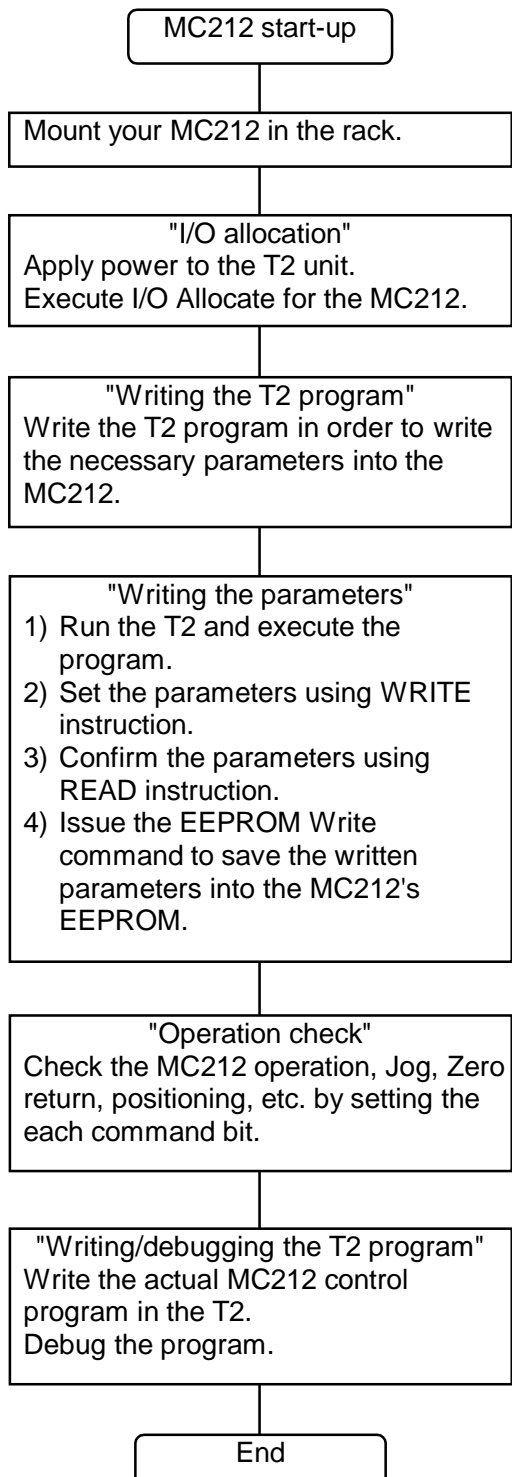 MC212 start-up
Mount your MC212 in the rack.
"I/O allocation"
Apply power to the T2 unit.
Execute I/O Allocate for the MC212.
"Writing the T2 program"
Write the T2 program in order to write
the necessary parameters into the
MC212.
"Writing the parameters"
1) Run the T2 and execute the
program.
2) Set the parameters using WRITE
instruction.
3) Confirm the parameters using
READ instruction.
4) Issue the EEPROM Write
command to save the written
parameters into the MC212's
EEPROM.
"Operation check"
Check the MC212 operation, Jog, Zero
return, positioning, etc. by setting the
each command bit.
"Writing/debugging the T2 program"
Write the actual MC212 control
program in the T2.
Debug the program.
End